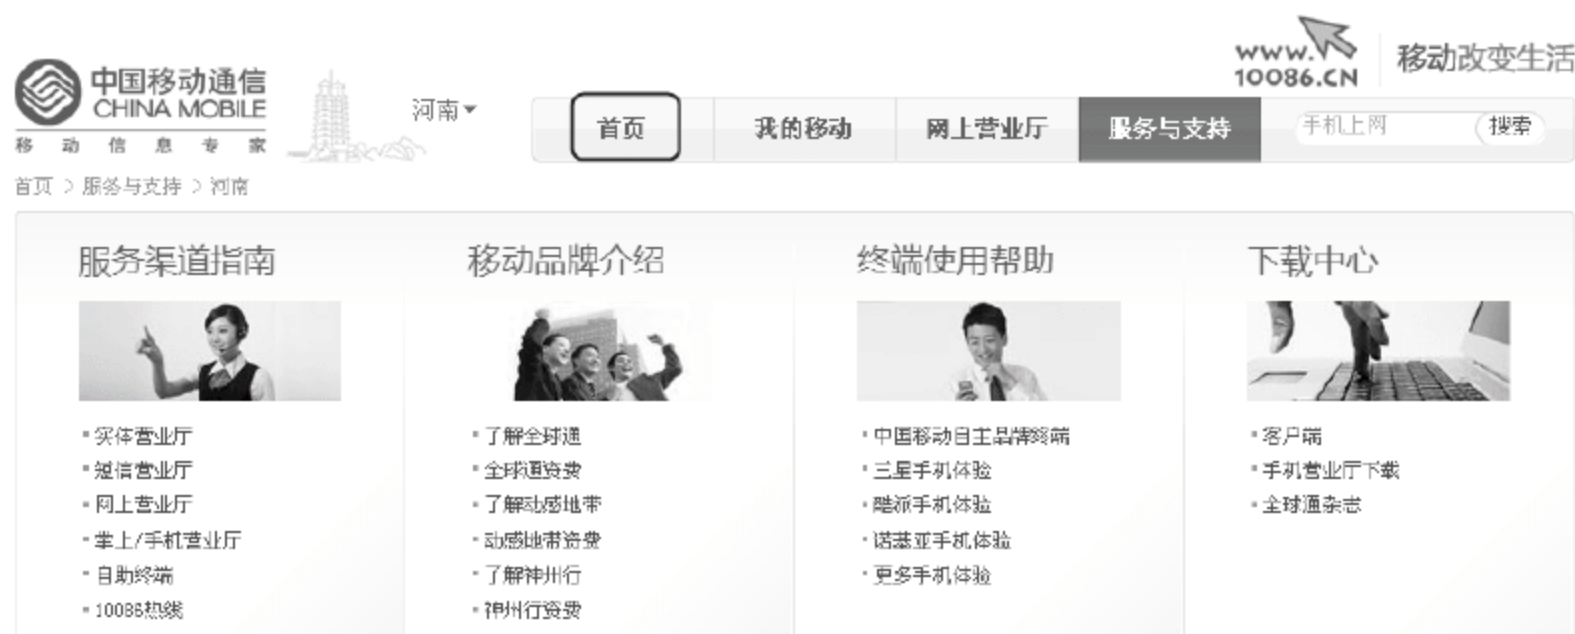 www.
10086.CN
移动改变生活
中国移动通信
CHINA MOBILE
移动信息专家
河南
首页 我的移动 网上营业厅 服务与支持 手机上网 搜索
首页 > 服务与支持 > 河南
服务渠道指南
实体营业厅
短信营业厅
网上营业厅
掌上/手机营业厅
自助终端
10086热线
移动品牌介绍
了解全球通
全球通资费
了解动感地带
动感地带资费
了解神州行
神州行资费
终端使用帮助
中国移动自主品牌终端
三星手机体验
酷派手机体验
诺基亚手机体验
更多手机体验
下载中心
客户端
手机营业厅下载
全球通杂志